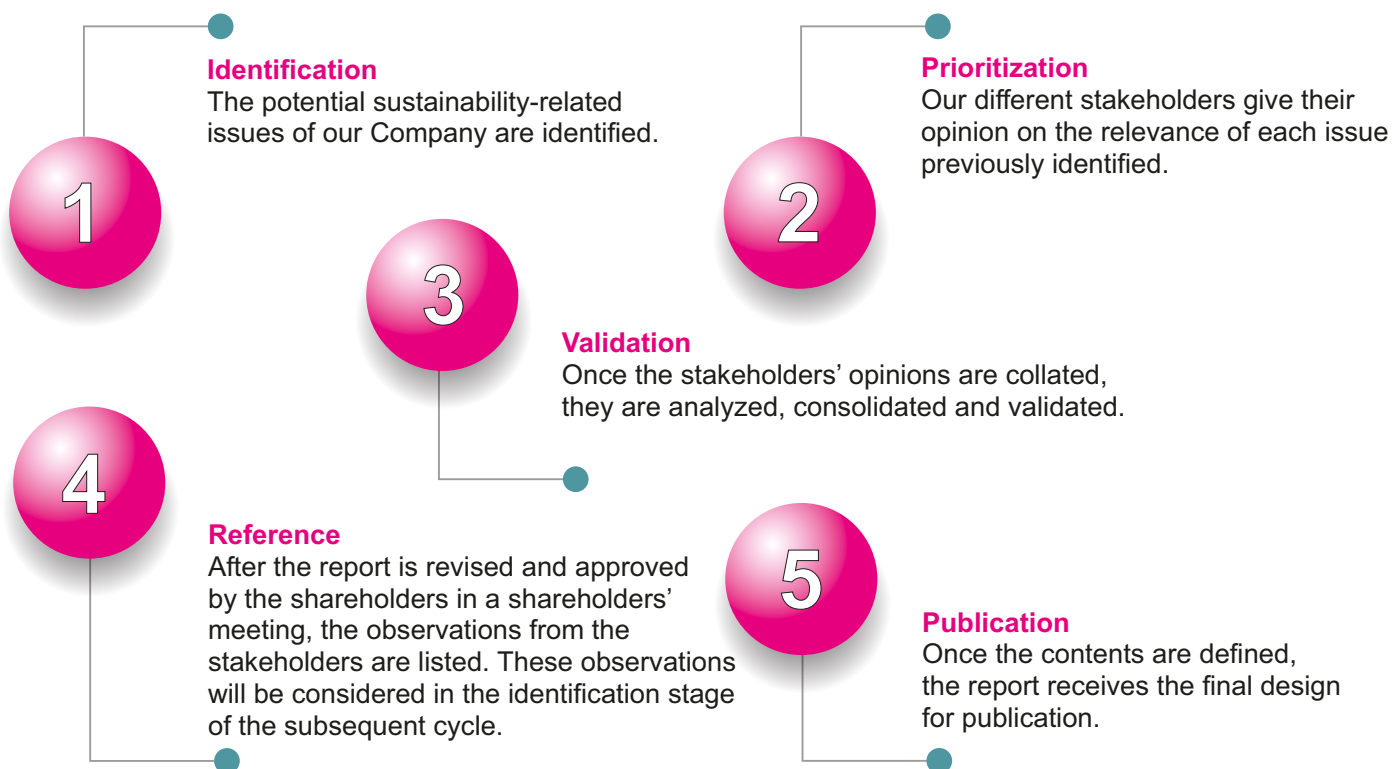 1
Identification
The potential sustainability-related
issues of our Company are identified.
2
Prioritization
Our different stakeholders give their
opinion on the relevance of each issue
previously identified.
3
Validation
Once the stakeholders’ opinions are collated,
they are analyzed, consolidated and validated.
4
Reference
After the report is revised and approved
by the shareholders in a shareholders’
meeting, the observations from the
stakeholders are listed. These observations
will be considered in the identification stage
of the subsequent cycle.
5
Publication
Once the contents are defined,
the report receives the final design
for publication.